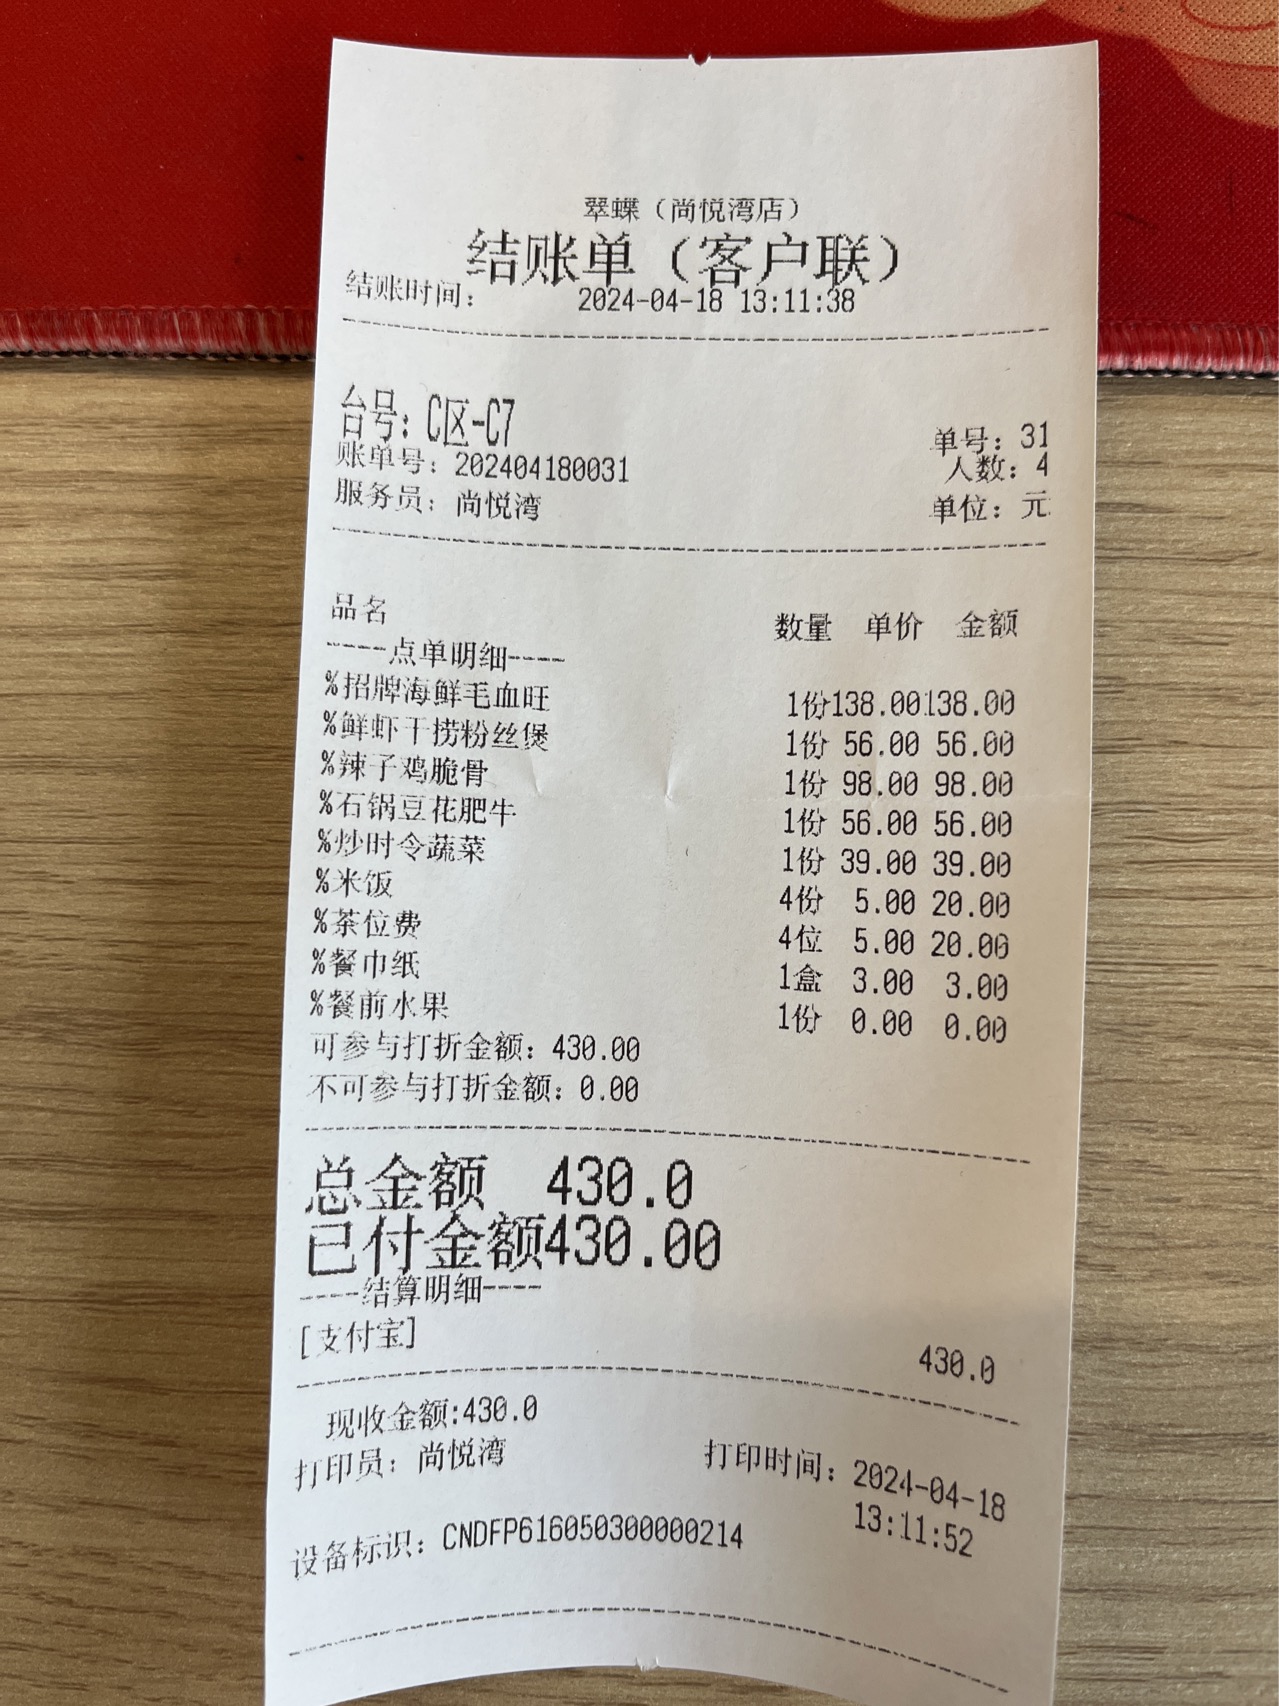 翠蝶（尚悦湾店）
结账单（客户联）
结账时间： 2024-04-18 13:11:38
台号：C区-C7
单号：31
账单号：202404180031
人数：4
服务员：尚悦湾
单位：元
品名 数量 单价 金额
----点单明细----
%招牌海鲜毛血旺 1份138.00138.00
%鲜虾干捞粉丝煲 1份 56.00 56.00
%辣子鸡脆骨 1份 98.00 98.00
%石锅豆花肥牛 1份 56.00 56.00
%炒时令蔬菜 1份 39.00 39.00
%米饭 4份 5.00 20.00
%茶位费 4位 5.00 20.00
%餐巾纸 1盒 3.00 3.00
%餐前水果 1份 0.00 0.00
可参与打折金额：430.00
不可参与打折金额：0.00
总金额 430.0
已付金额430.00
----结算明细----
[支付宝] 430.0
现收金额:430.0
打印员：尚悦湾 打印时间：2024-04-18
13:11:52
设备标识：CNDFP616050300000214